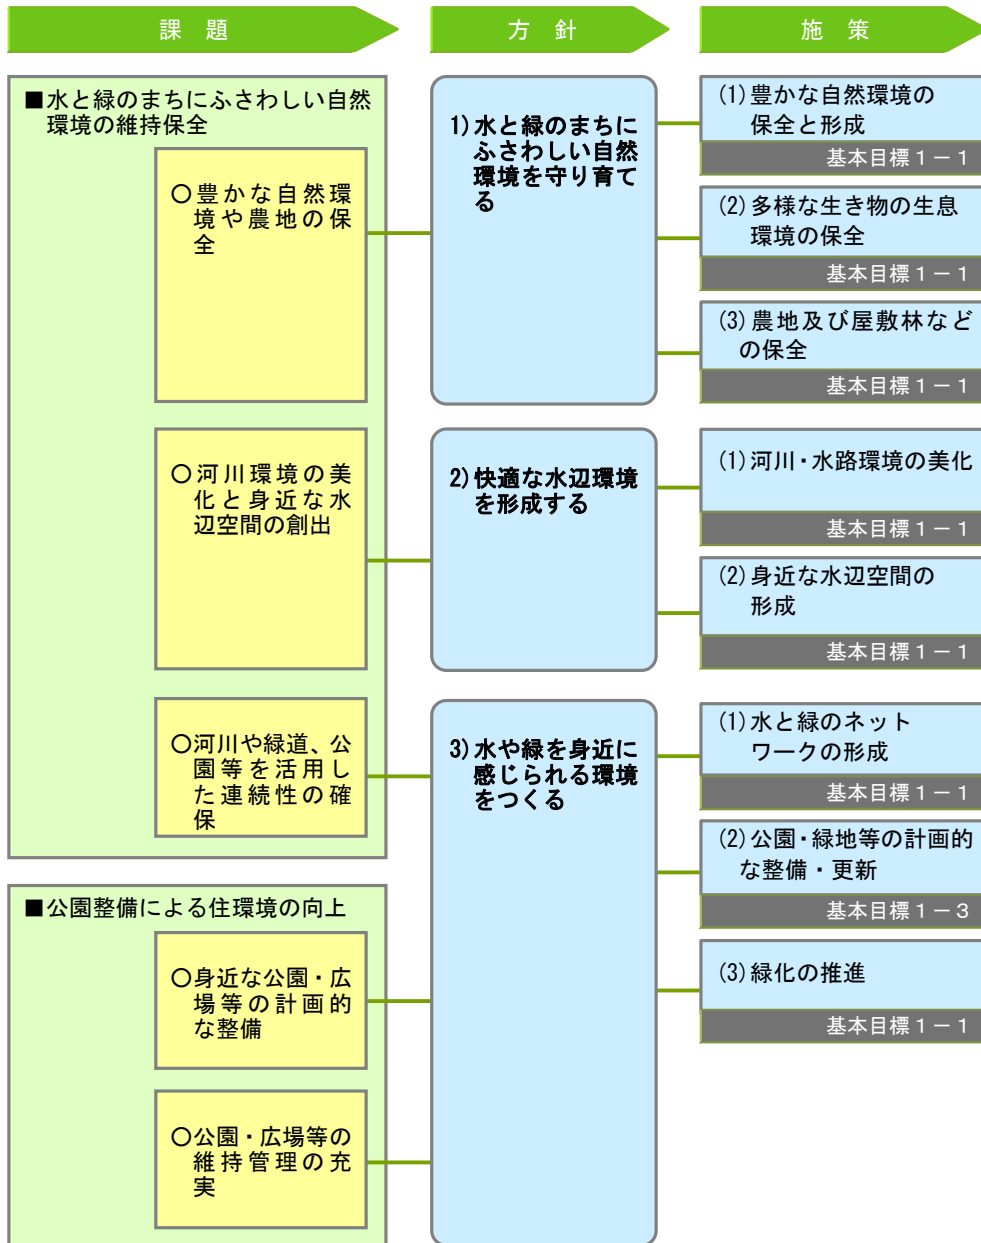 課 題
方 針
施 策
■水と緑のまちにふさわしい自然
環境の維持保全
〇豊かな自然環
境や農地の保
全
〇河川環境の美
化と身近な水
辺空間の創出
〇河川や緑道、公
園等を活用し
た連続性の確
保
■公園整備による住環境の向上
〇身近な公園・広
場等の計画的
な整備
〇公園・広場等の
維持管理の充
実
1)水と緑のまちに
ふさわしい自然
環境を守り育て
る
2)快適な水辺環境
を形成する
3)水や緑を身近に
感じられる環境
をつくる
(1)豊かな自然環境の
保全と形成
基本目標1-1
(2)多様な生き物の生息
環境の保全
基本目標1-1
(3)農地及び屋敷林など
の保全
基本目標1-1
(1)河川・水路環境の美化
基本目標1-1
(2)身近な水辺空間の
形成
基本目標1-1
(1)水と緑のネット
ワークの形成
基本目標1-1
(2)公園・緑地等の計画的
な整備・更新
基本目標1-3
(3)緑化の推進
基本目標1-1